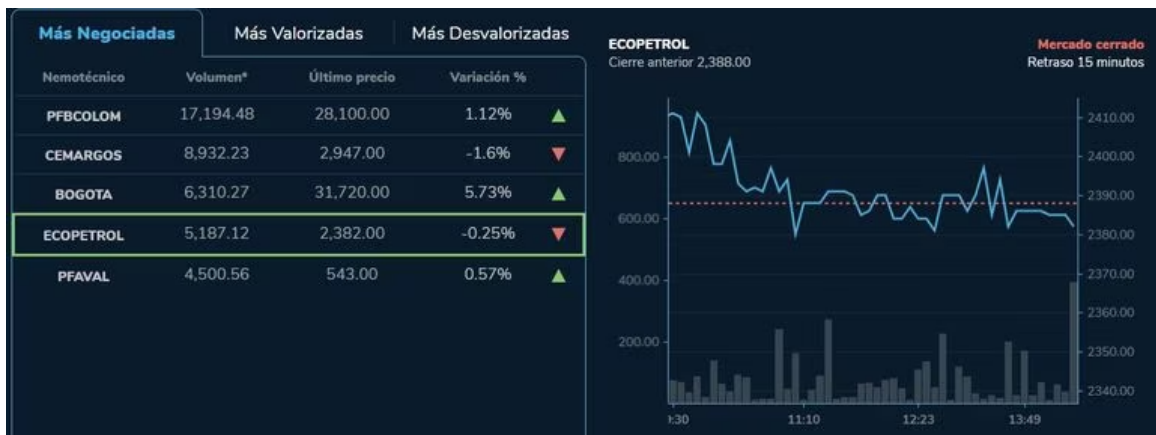 Más Negociadas Más Valorizadas Más Desvalorizadas
Nemotécnico Volumen* Último precio Variación %
PFBCOLOM 17,194.48 28,100.00 1.12%
CEMARGOS 8,932.23 2,947.00 -1.6%
BOGOTA 6,310.27 31,720.00 5.73%
ECOPETROL 5,187.12 2,382.00 -0.25%
PFAVAL 4,500.56 543.00 0.57%
ECOPETROL Mercado cerrado
Cierre anterior 2,388.00 Retraso 15 minutos
2410.00
800.00 2400.00
2390.00
600.00 2380.00
400.00 2370.00
2360.00
200.00 2350.00
2340.00
:30 11:10 12:23 13:49